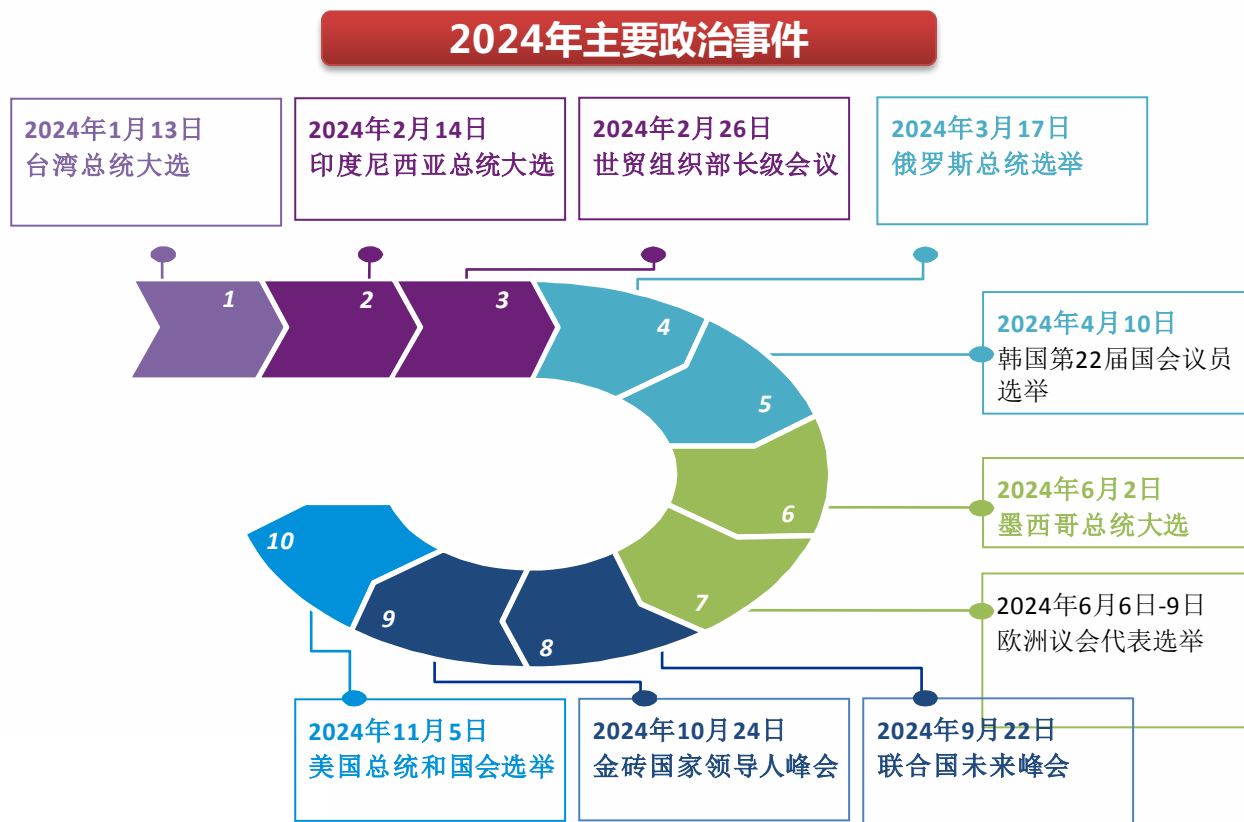 2024年主要政治事件
2024年1月13日
台湾总统大选
2024年2月14日
印度尼西亚总统大选
2024年2月26日
世贸组织部长级会议
2024年3月17日
俄罗斯总统选举
1
2
3
4
5
6
7
8
9
10
2024年4月10日
韩国第22届国会议员
选举
2024年6月2日
墨西哥总统大选
2024年6月6日-9日
欧洲议会代表选举
2024年11月5日
美国总统和国会选举
2024年10月24日
金砖国家领导人峰会
2024年9月22日
联合国未来峰会